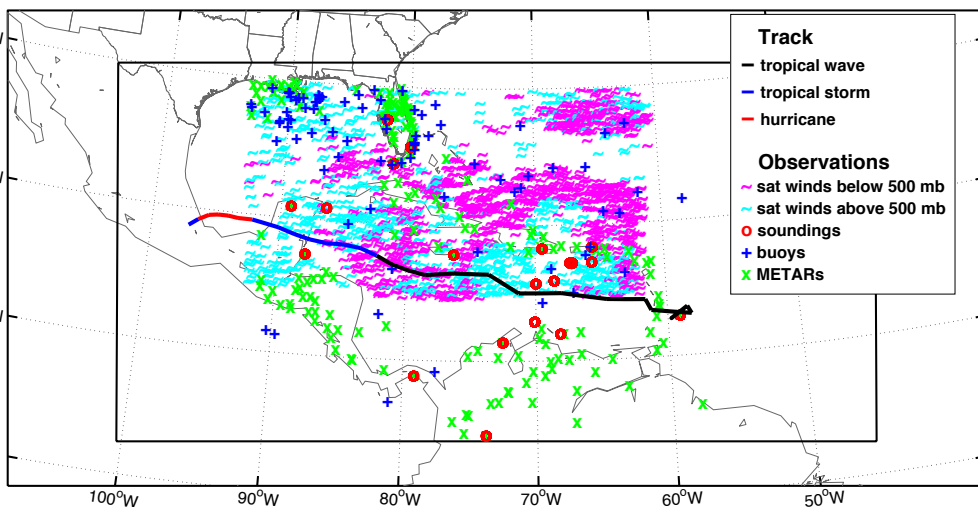 Track
tropical wave
tropical storm
hurricane
Observations
sat winds below 500 mb
sat winds above 500 mb
soundings
buoys
METARs
100°W
90°W
80°W
70°W
60°W
50°W